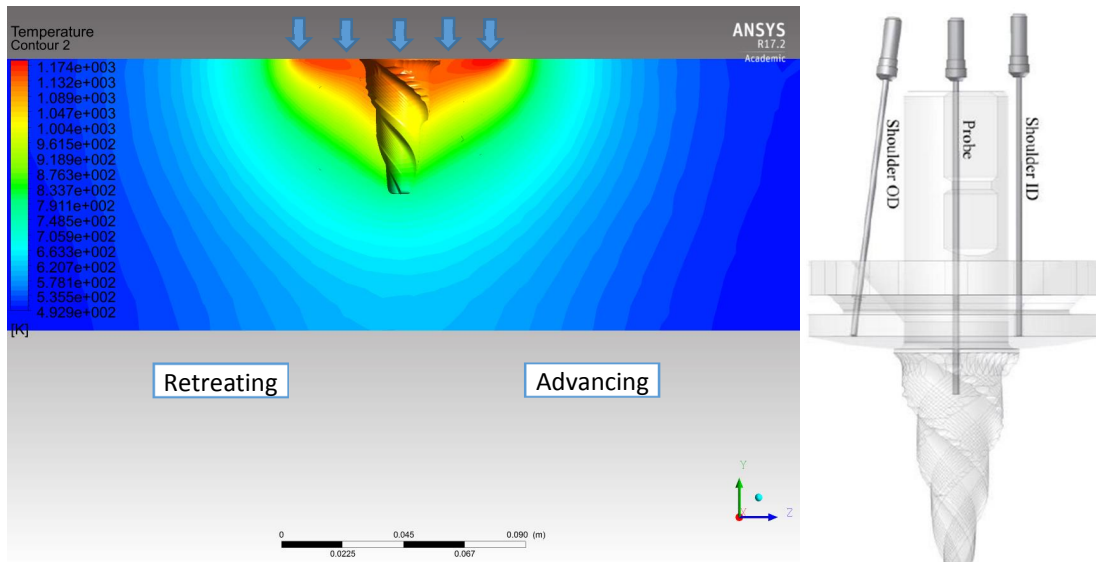 Temperature
Contour 2
1.174e+003
1.132e+003
1.089e+003
1.047e+003
1.004e+003
9.615e+002
9.189e+002
8.763e+002
8.337e+002
7.911e+002
7.485e+002
7.059e+002
6.633e+002
6.207e+002
5.781e+002
5.355e+002
4.929e+002
[K]
ANSYS
R17.2
Academic
Retreating
Advancing
Y
X
Z
0
0.045
0.090 (m)
0.0225
0.067
Shoulder OD
Probe
Shoulder ID